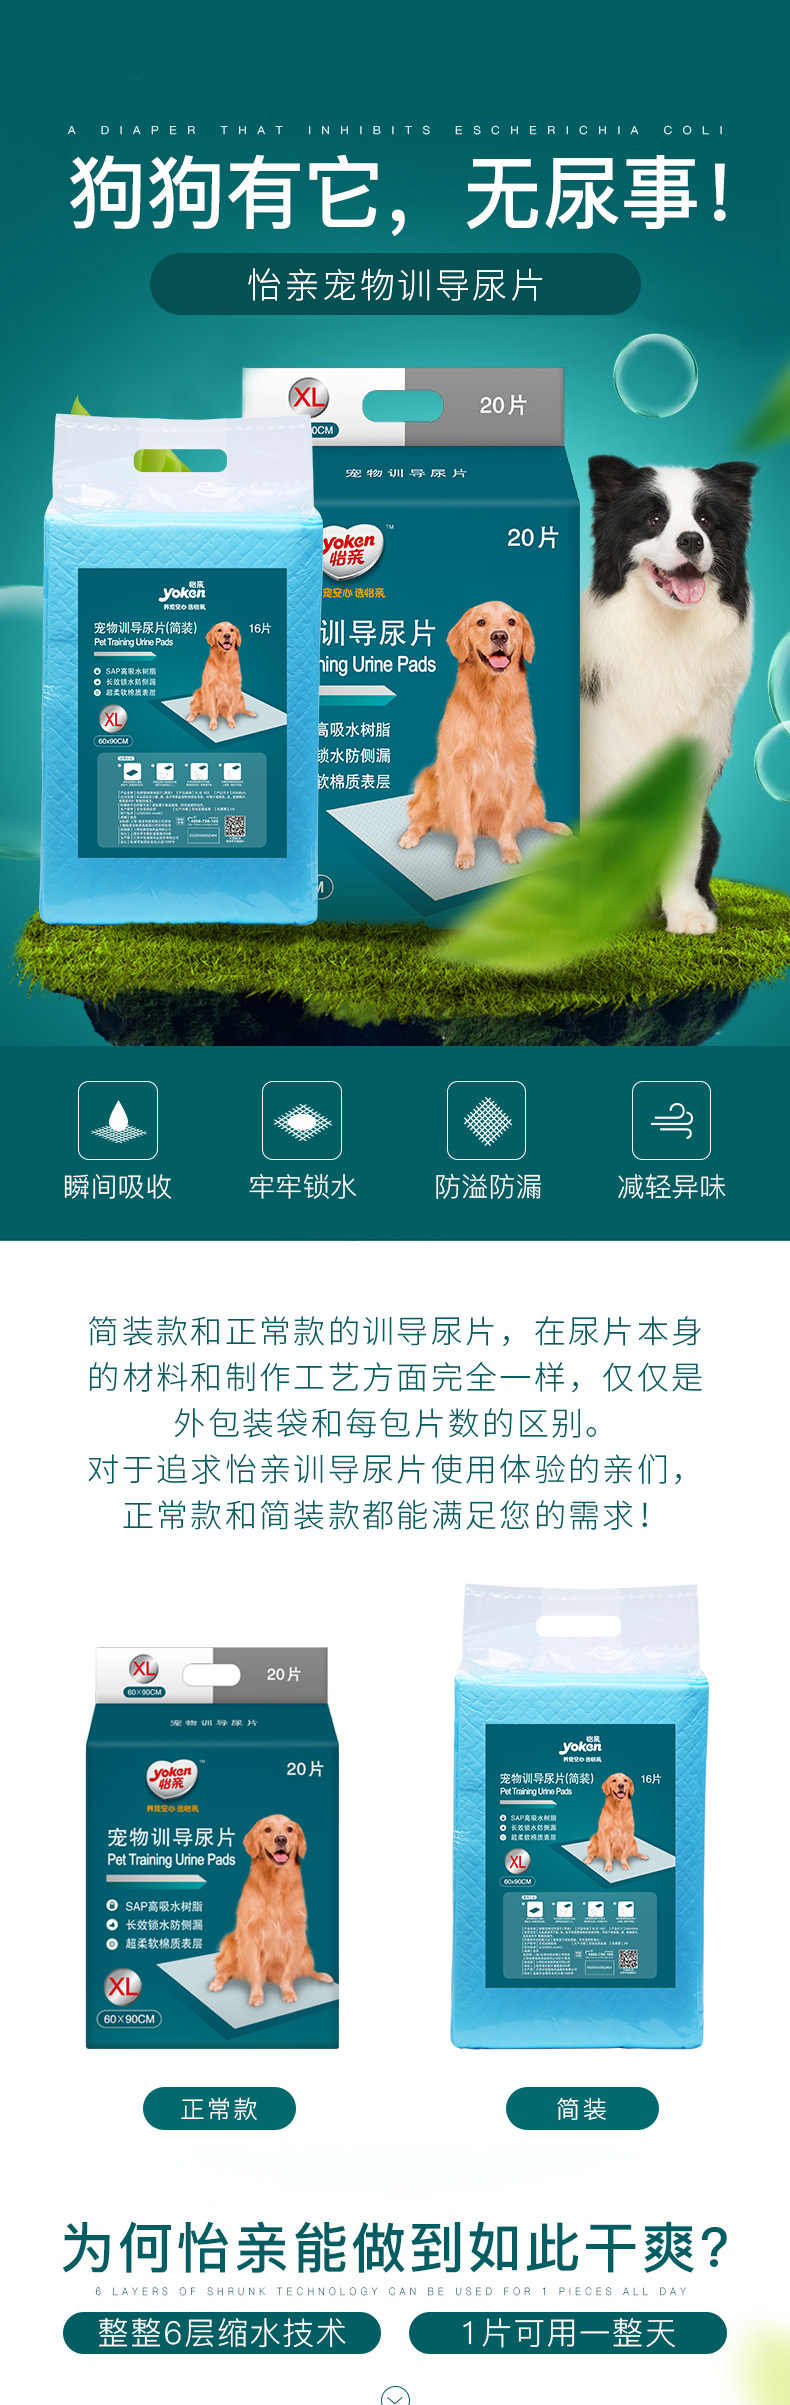 A DIAPER THAT INHIBITS ESCHERICHIA COLI
狗狗有它，无尿事！
怡亲宠物训导尿片
XL
20片
0CM
宠物训导尿片
20片
yoken
TM
怡亲
宠安心 选怡亲
训导尿片
ning Urine Pads
高吸水树脂
锁水防侧漏
软棉质表层
M
怡亲
yoken
养宠安心 选怡亲
宠物训导尿片(简装)
16片
Pet Training Urine Pads
SAP高吸水树脂
长效锁水防侧漏
超柔软棉质表层
XL
60x90CM
瞬间吸收
牢牢锁水
防溢防漏
减轻异味
简装款和正常款的训导尿片，在尿片本身
的材料和制作工艺方面完全一样，仅仅是
外包装袋和每包片数的区别。
对于追求怡亲训导尿片使用体验的亲们，
正常款和简装款都能满足您的需求！
XL
20片
60×90CM
宠物训导尿片
20片
yoken
TM
怡亲
养宠安心 选怡亲
宠物训导尿片
Pet Training Urine Pads
SAP高吸水树脂
长效锁水防侧漏
超柔软棉质表层
XL
60×90CM
怡亲
yoken
养宠安心 选怡亲
宠物训导尿片(简装)
16片
Pet Training Urine Pads
SAP高吸水树脂
长效锁水防侧漏
超柔软棉质表层
XL
60x90CM
正常款
简装
为何怡亲能做到如此干爽？
6 LAYERS OF SHRUNK TECHNOLOGY CAN BE USED FOR 1 PIECES ALL DAY
整整6层缩水技术
1片可用一整天